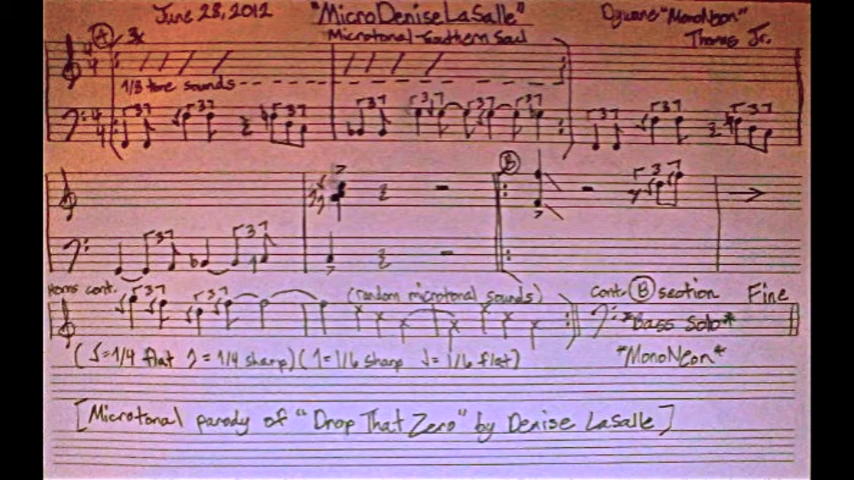 June 28, 2012 "MicroDeniseLaSalle" Dywane "MonoNeon"
Microtonal Southern Soul Thomas Jr.
A 3x
1/3 tone sounds
B
Horns cont. (random microtonal sounds) cont. B section Fine
*Bass Solo*
(♩=1/4 flat ♩=1/4 sharp) (1=1/6 sharp ♩=1/6 flat) *MonoNeon*
[Microtonal parody of "Drop That Zero" by Denise LaSalle]